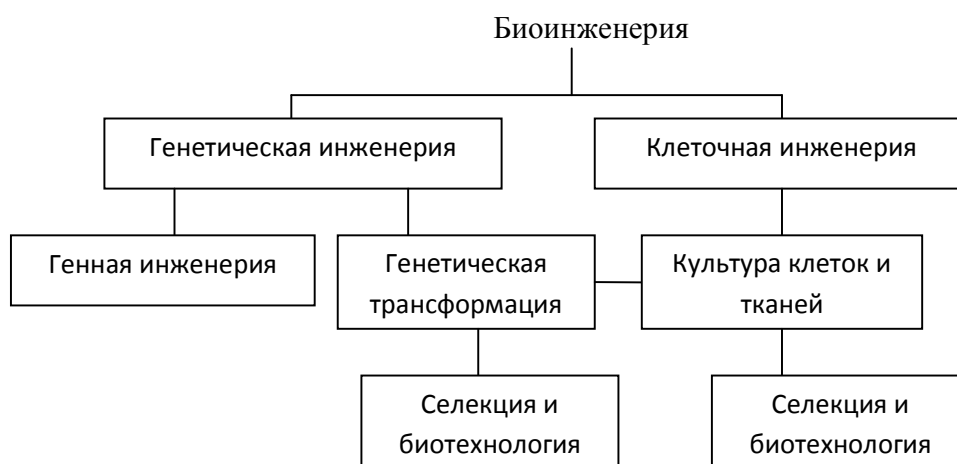 Биоинженерия
Генетическая инженерия
Клеточная инженерия
Генная инженерия
Генетическая
трансформация
Культура клеток и
тканей
Селекция и
биотехнология
Селекция и
биотехнология